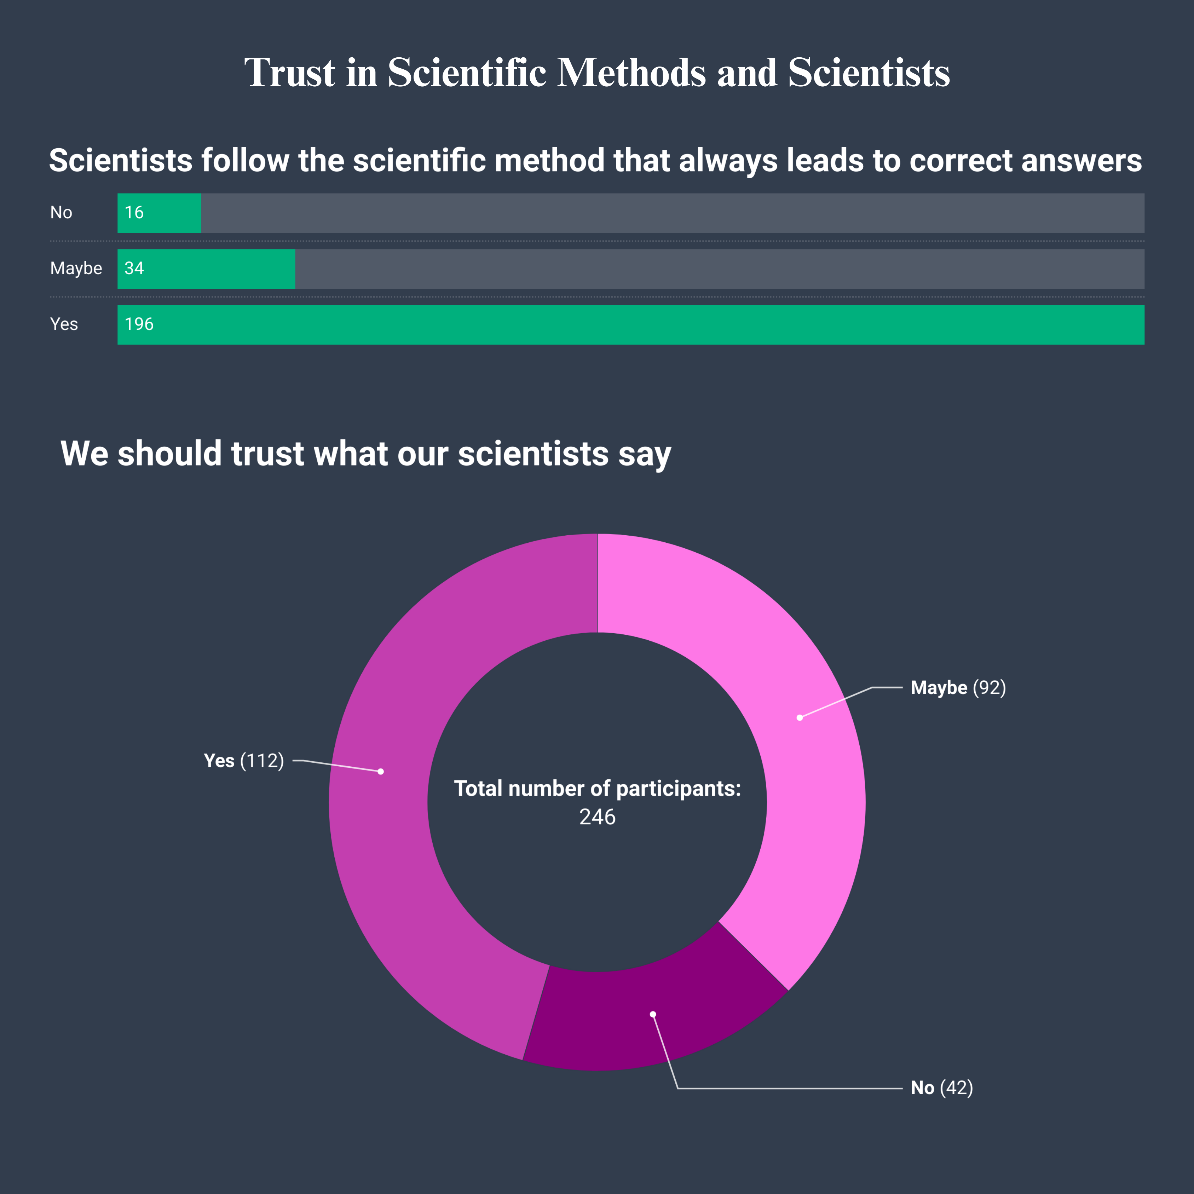 Trust in Scientific Methods and Scientists
Scientists follow the scientific method that always leads to correct answers
No 16
Maybe 34
Yes 196
We should trust what our scientists say
Maybe (92)
Yes (112)
Total number of participants:
246
No (42)